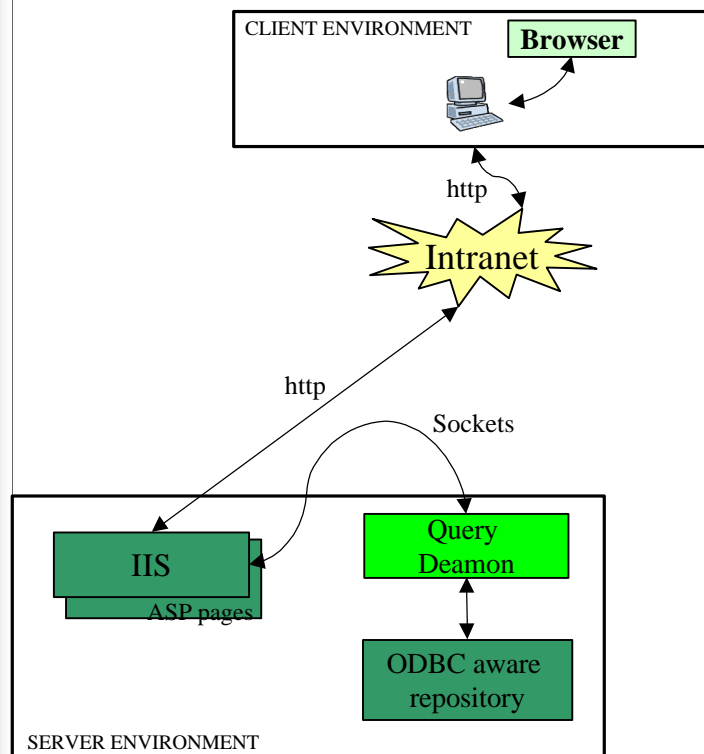 CLIENT ENVIRONMENT
Browser
http
Intranet
http
Sockets
IIS
ASP pages
Query
Deamon
ODBC aware
repository
SERVER ENVIRONMENT